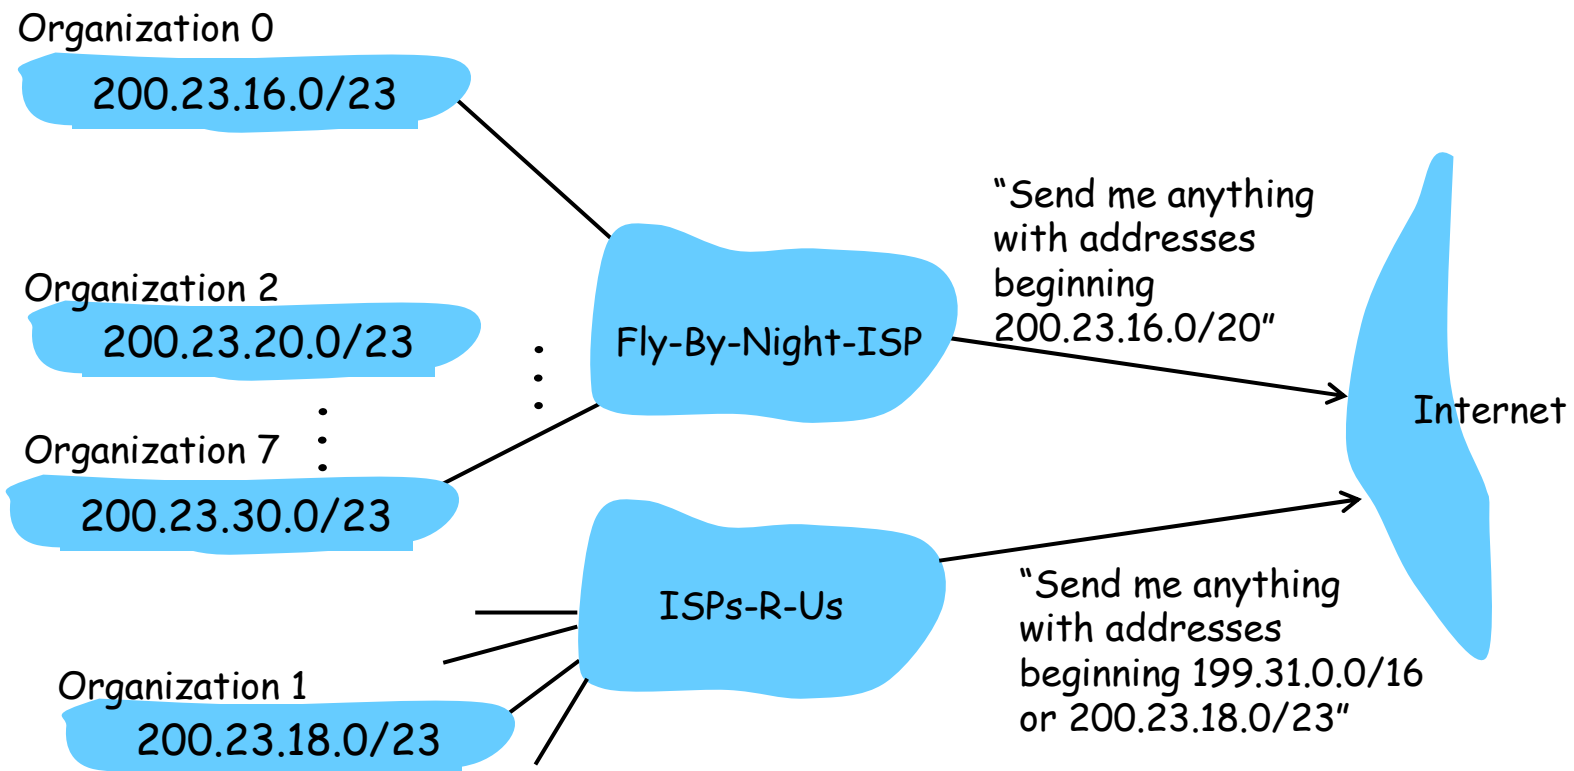 Organization 0
200.23.16.0/23
Organization 2
200.23.20.0/23
Organization 7
200.23.30.0/23
Fly-By-Night-ISP
“Send me anything
with addresses
beginning
200.23.16.0/20”
Internet
ISPs-R-Us
“Send me anything
with addresses
beginning 199.31.0.0/16
or 200.23.18.0/23”
Organization 1
200.23.18.0/23